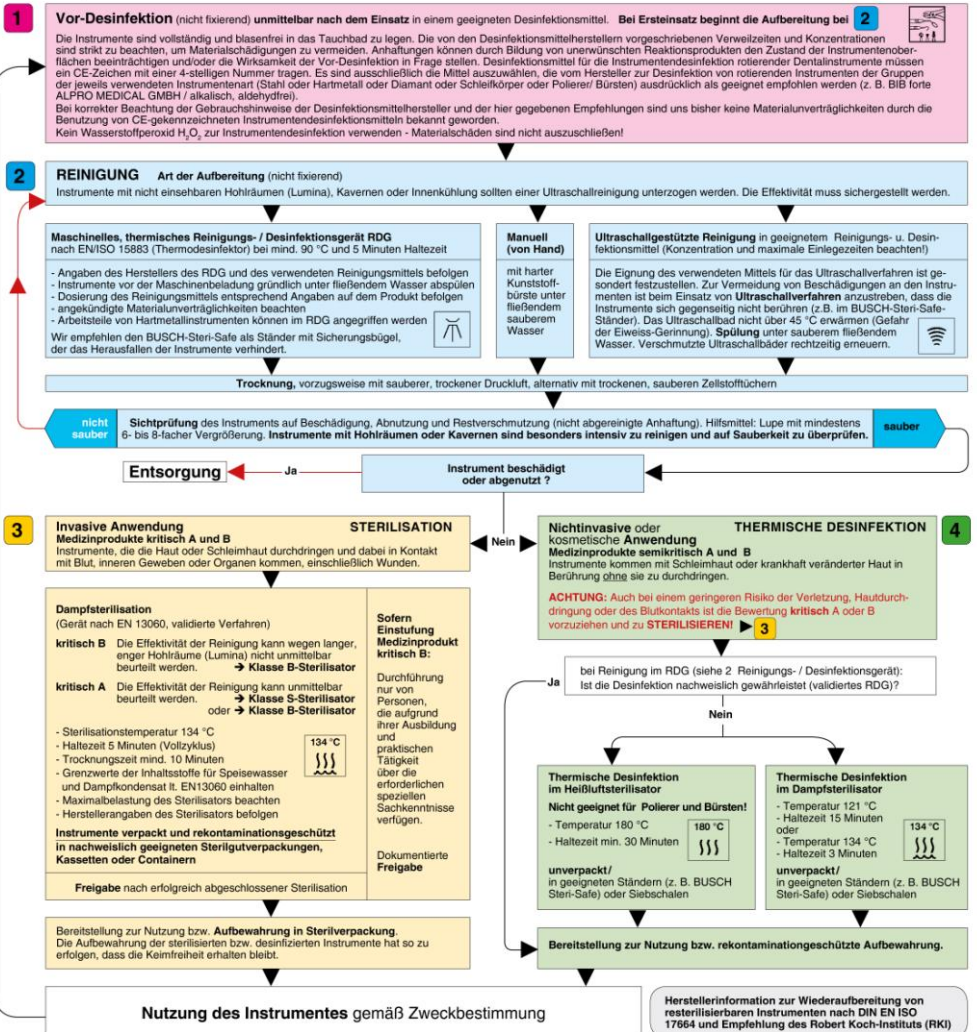 1
Vor-Desinfektion (nicht fixierend) unmittelbar nach dem Einsatz in einem geeigneten Desinfektionsmittel. Bei Ersteinsatz beginnt die Aufbereitung bei 2
Die Instrumente sind vollständig und blasenfrei in das Tauchbad zu legen. Die von den Desinfektionsmittelherstellern vorgeschriebenen Verweilzeiten und Konzentrationen
sind strikt zu beachten, um Materialschädigungen zu vermeiden. Anhaftungen können durch Bildung von unerwünschten Reaktionsprodukten den Zustand der Instrumentenober-
flächen beeinträchtigen und/oder die Wirksamkeit der Vor-Desinfektion in Frage stellen. Desinfektionsmittel für die Instrumentendesinfektion rotierender Dentalinstrumente müssen
ein CE-Zeichen mit einer 4-stelligen Nummer tragen. Es sind ausschließlich die Mittel auszuwählen, die vom Hersteller zur Desinfektion von rotierenden Instrumenten der Gruppen
der jeweils verwendeten Instrumentenart (Stahl oder Hartmetall oder Diamant oder Schleifkörper oder Polierer/ Bürsten) ausdrücklich als geeignet empfohlen werden (z. B. BIB forte
ALPRO MEDICAL GMBH / alkalisch, aldehydfrei).
Bei korrekter Beachtung der Gebrauchshinweise der Desinfektionsmittelhersteller und der hier gegebenen Empfehlungen sind uns bisher keine Materialunverträglichkeiten durch die
Benutzung von CE-gekennzeichneten Instrumentendesinfektionsmitteln bekannt geworden.
Kein Wasserstoffperoxid H2O2 zur Instrumentendesinfektion verwenden - Materialschäden sind nicht auszuschließen!
2
REINIGUNG Art der Aufbereitung (nicht fixierend)
Instrumente mit nicht einsehbaren Hohlräumen (Lumina), Kavernen oder Innenkühlung sollten einer Ultraschallreinigung unterzogen werden. Die Effektivität muss sichergestellt werden.
Maschinelles, thermisches Reinigungs- / Desinfektionsgerät RDG
nach EN/ISO 15883 (Thermodesinfektor) bei mind. 90 °C und 5 Minuten Haltezeit
- Angaben des Herstellers des RDG und des verwendeten Reinigungsmittels befolgen
- Instrumente vor der Maschinenbeladung gründlich unter fließendem Wasser abspülen
- Dosierung des Reinigungsmittels entsprechend Angaben auf dem Produkt befolgen
- angekündigte Materialunverträglichkeiten beachten
- Arbeitsteile von Hartmetallinstrumenten können im RDG angegriffen werden
Wir empfehlen den BUSCH-Steri-Safe als Ständer mit Sicherungsbügel,
der das Herausfallen der Instrumente verhindert.
Manuell
(von Hand)
mit harter
Kunststoff-
bürste unter
fließendem
sauberem
Wasser
Ultraschallgestützte Reinigung in geeignetem Reinigungs- u. Desin-
fektionsmittel (Konzentration und maximale Einlegezeiten beachten!)
Die Eignung des verwendeten Mittels für das Ultraschallverfahren ist ge-
sondert festzustellen. Zur Vermeidung von Beschädigungen an den Instru-
menten ist beim Einsatz von Ultraschallverfahren anzustreben, dass die
Instrumente sich gegenseitig nicht berühren (z.B. im BUSCH-Steri-Safe-
Ständer). Das Ultraschallbad nicht über 45 °C erwärmen (Gefahr
der Eiweiss-Gerinnung). Spülung unter sauberem fließendem
Wasser. Verschmutzte Ultraschallbäder rechtzeitig erneuern.
Trocknung, vorzugsweise mit sauberer, trockener Druckluft, alternativ mit trockenen, sauberen Zellstofftüchern
nicht
sauber
Sichtprüfung des Instruments auf Beschädigung, Abnutzung und Restverschmutzung (nicht abgereinigte Anhaftung). Hilfsmittel: Lupe mit mindestens
6- bis 8-facher Vergrößerung. Instrumente mit Hohlräumen oder Kavernen sind besonders intensiv zu reinigen und auf Sauberkeit zu überprüfen.
sauber
Entsorgung
Ja
Instrument beschädigt
oder abgenutzt ?
Nein
3
Invasive Anwendung STERILISATION
Medizinprodukte kritisch A und B
Instrumente, die die Haut oder Schleimhaut durchdringen und dabei in Kontakt
mit Blut, inneren Geweben oder Organen kommen, einschließlich Wunden.
Dampfsterilisation
(Gerät nach EN 13060, validierte Verfahren)
kritisch B Die Effektivität der Reinigung kann wegen langer,
enger Hohlräume (Lumina) nicht unmittelbar
beurteilt werden. ➔ Klasse B-Sterilisator
kritisch A Die Effektivität der Reinigung kann unmittelbar
beurteilt werden. ➔ Klasse S-Sterilisator
oder ➔ Klasse B-Sterilisator
- Sterilisationstemperatur 134 °C
- Haltezeit 5 Minuten (Vollzyklus)
- Trocknungszeit mind. 10 Minuten
- Grenzwerte der Inhaltsstoffe für Speisewasser
und Dampfkondensat lt. EN13060 einhalten
- Maximalbelastung des Sterilisators beachten
- Herstellerangaben des Sterilisators befolgen
134 °C
Instrumente verpackt und rekontaminationsgeschützt
in nachweislich geeigneten Sterilgutverpackungen,
Kassetten oder Containern
Freigabe nach erfolgreich abgeschlossener Sterilisation
Sofern
Einstufung
Medizinprodukt
kritisch B:
Durchführung
nur von
Personen,
die aufgrund
ihrer Ausbildung
und
praktischen
Tätigkeit
über die
erforderlichen
speziellen
Sachkenntnisse
verfügen.
Dokumentierte
Freigabe
Bereitstellung zur Nutzung bzw. Aufbewahrung in Sterilverpackung.
Die Aufbewahrung der sterilisierten bzw. desinfizierten Instrumente hat so zu
erfolgen, dass die Keimfreiheit erhalten bleibt.
4
Nichtinvasive oder THERMISCHE DESINFEKTION
kosmetische Anwendung
Medizinprodukte semikritisch A und B
Instrumente kommen mit Schleimhaut oder krankhaft veränderter Haut in
Berührung ohne sie zu durchdringen.
ACHTUNG: Auch bei einem geringeren Risiko der Verletzung, Hautdurch-
dringung oder des Blutkontakts ist die Bewertung kritisch A oder B
vorzuziehen und zu STERILISIEREN! 3
Ja
bei Reinigung im RDG (siehe 2 Reinigungs- / Desinfektionsgerät):
Ist die Desinfektion nachweislich gewährleistet (validiertes RDG)?
Nein
Thermische Desinfektion
im Heißluftsterilisator
Nicht geeignet für Polierer und Bürsten!
- Temperatur 180 °C
- Haltezeit min. 30 Minuten
180 °C
unverpackt/
in geeigneten Ständern (z. B. BUSCH
Steri-Safe) oder Siebschalen
Thermische Desinfektion
im Dampfsterilisator
- Temperatur 121 °C
- Haltezeit 15 Minuten
oder
- Temperatur 134 °C
- Haltezeit 3 Minuten
134 °C
unverpackt/
in geeigneten Ständern (z. B. BUSCH
Steri-Safe) oder Siebschalen
Bereitstellung zur Nutzung bzw. rekontaminationgeschützte Aufbewahrung.
Nutzung des Instrumentes gemäß Zweckbestimmung
Herstellerinformation zur Wiederaufbereitung von
resterilisierbaren Instrumenten nach DIN EN ISO
17664 und Empfehlung des Robert Koch-Instituts (RKI)